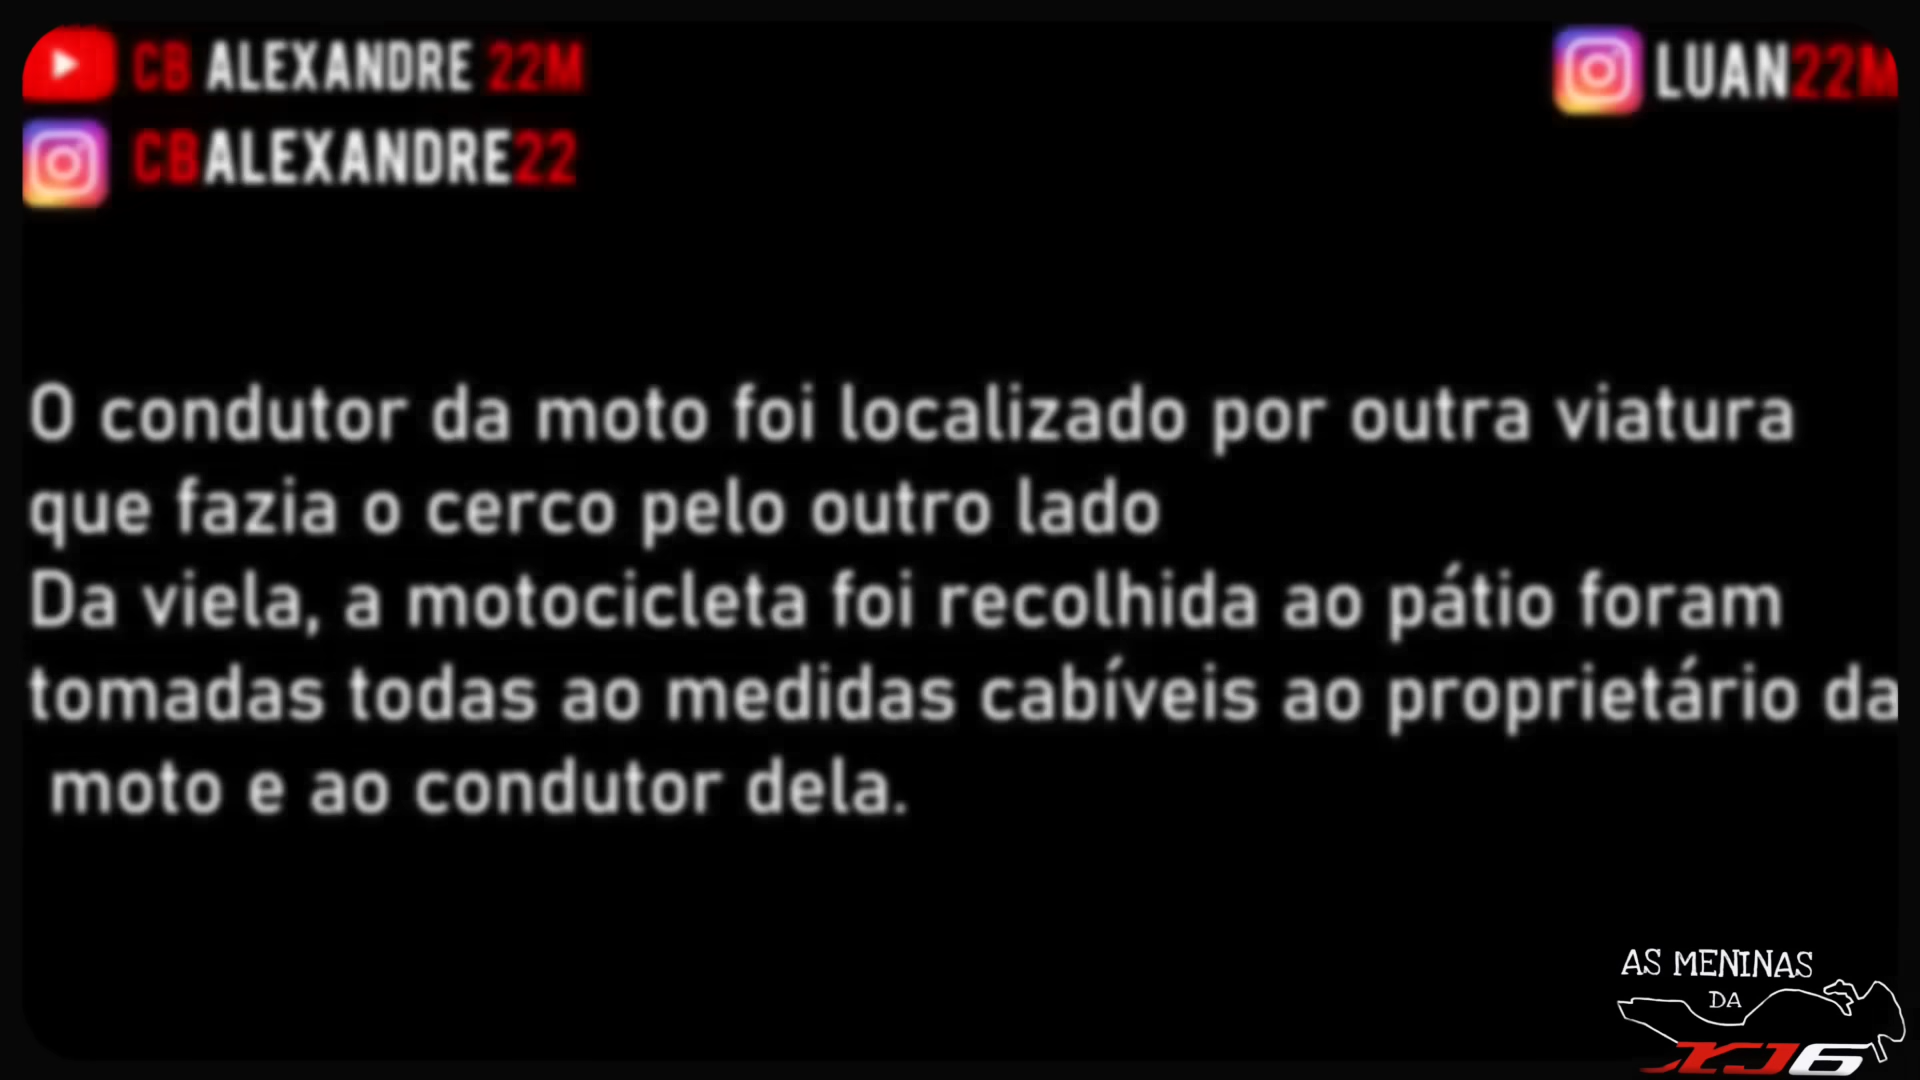 CB ALEXANDRE 22M
LUAN22M
CBALEXANDRE22
O condutor da moto foi localizado por outra viatura
que fazia o cerco pelo outro lado
Da viela, a motocicleta foi recolhida ao pátio foram
tomadas todas ao medidas cabíveis ao proprietário da
moto e ao condutor dela.
AS MENINAS
DA
XJ6